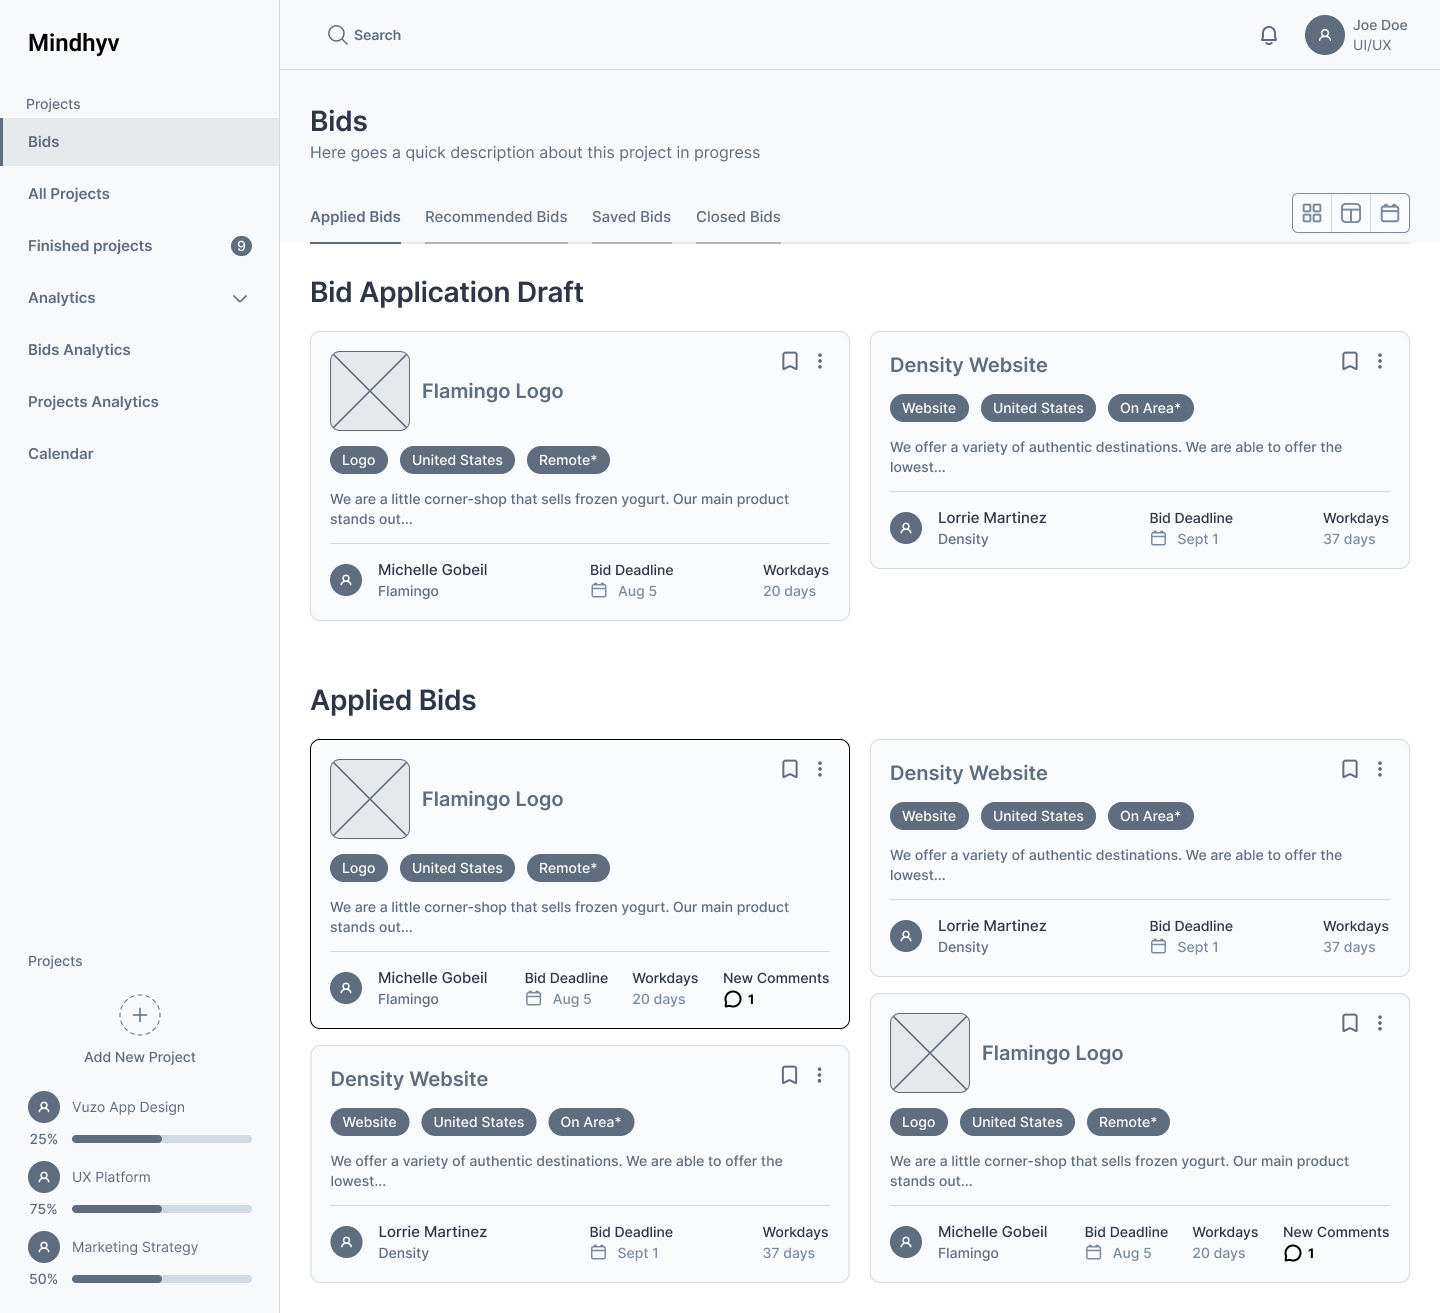 Mindhyv
Projects
Bids
All Projects
Finished projects 9
Analytics
Bids Analytics
Projects Analytics
Calendar
Projects
Add New Project
Vuzo App Design
25%
UX Platform
75%
Marketing Strategy
50%
Search
Joe Doe
UI/UX
Bids
Here goes a quick description about this project in progress
Applied Bids Recommended Bids Saved Bids Closed Bids
Bid Application Draft
Flamingo Logo
Logo United States Remote*
We are a little corner-shop that sells frozen yogurt. Our main product
stands out...
Michelle Gobeil Bid Deadline Workdays
Flamingo Aug 5 20 days
Density Website
Website United States On Area*
We offer a variety of authentic destinations. We are able to offer the
lowest...
Lorrie Martinez Bid Deadline Workdays
Density Sept 1 37 days
Applied Bids
Flamingo Logo
Logo United States Remote*
We are a little corner-shop that sells frozen yogurt. Our main product
stands out...
Michelle Gobeil Bid Deadline Workdays New Comments
Flamingo Aug 5 20 days 1
Density Website
Website United States On Area*
We offer a variety of authentic destinations. We are able to offer the
lowest...
Lorrie Martinez Bid Deadline Workdays
Density Sept 1 37 days
Density Website
Website United States On Area*
We offer a variety of authentic destinations. We are able to offer the
lowest...
Lorrie Martinez Bid Deadline Workdays
Density Sept 1 37 days
Flamingo Logo
Logo United States Remote*
We are a little corner-shop that sells frozen yogurt. Our main product
stands out...
Michelle Gobeil Bid Deadline Workdays New Comments
Flamingo Aug 5 20 days 1